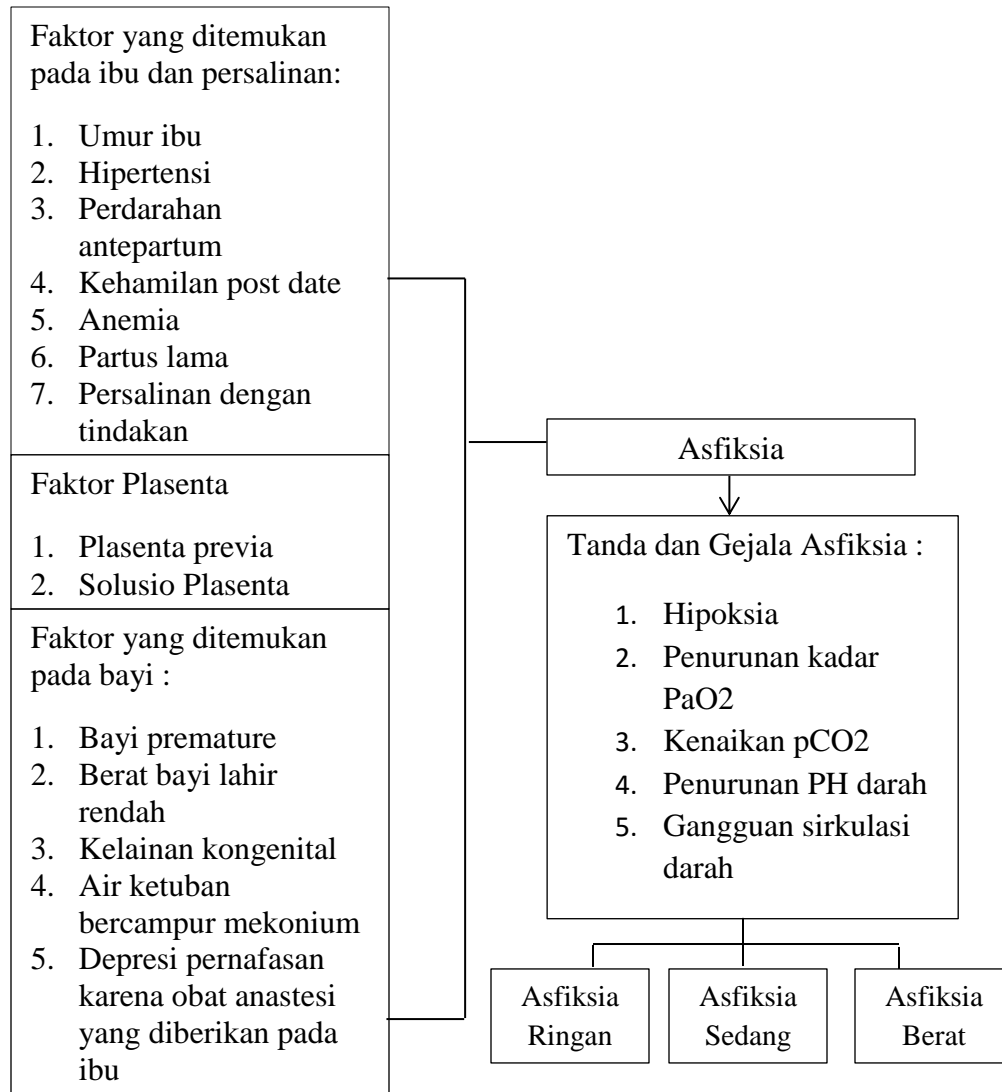 Faktor yang ditemukan
pada ibu dan persalinan:
1. Umur ibu
2. Hipertensi
3. Perdarahan
antepartum
4. Kehamilan post date
5. Anemia
6. Partus lama
7. Persalinan dengan
tindakan
Faktor Plasenta
1. Plasenta previa
2. Solusio Plasenta
Faktor yang ditemukan
pada bayi :
1. Bayi premature
2. Berat bayi lahir
rendah
3. Kelainan kongenital
4. Air ketuban
bercampur mekonium
5. Depresi pernafasan
karena obat anastesi
yang diberikan pada
ibu
Asfiksia
Tanda dan Gejala Asfiksia :
1. Hipoksia
2. Penurunan kadar
PaO2
3. Kenaikan pCO2
4. Penurunan PH darah
5. Gangguan sirkulasi
darah
Asfiksia
Ringan
Asfiksia
Sedang
Asfiksia
Berat